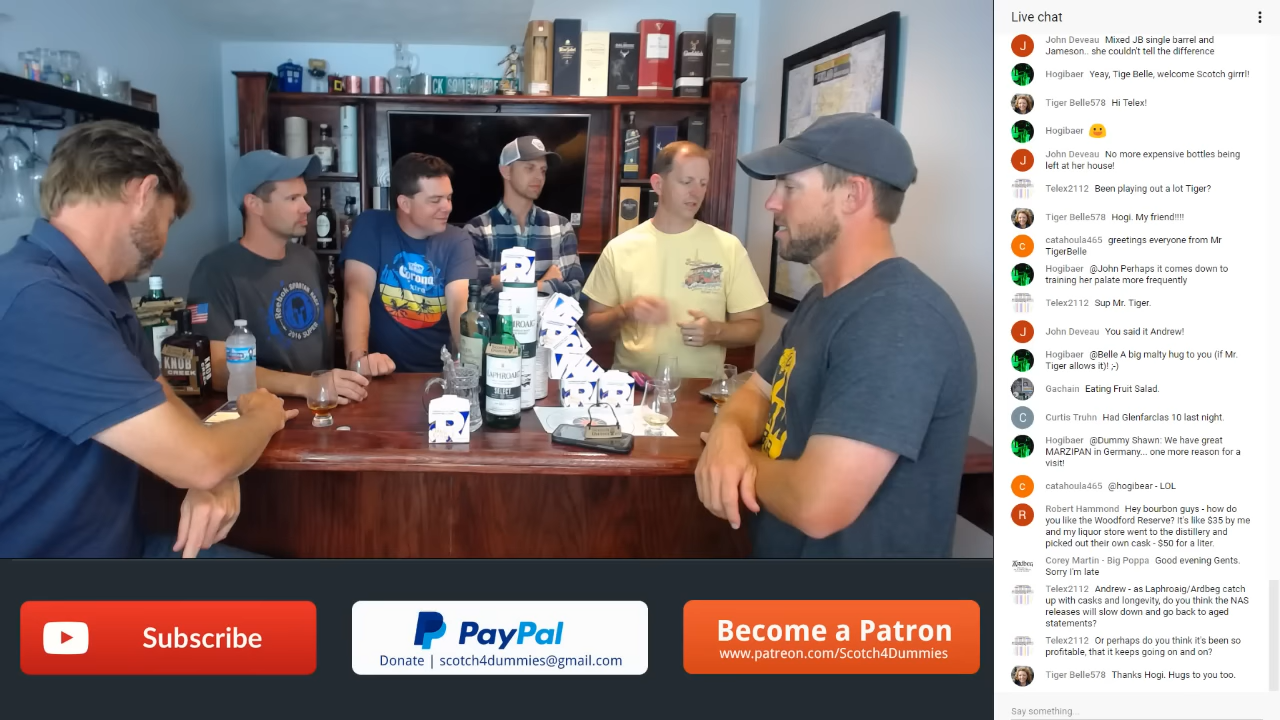 Live chat
John Deveau Mixed JB single barrel and
Jameson.. she couldn't tell the difference
Hogibaer Yeay, Tige Belle, welcome Scotch girrrl!
Tiger Belle578 Hi Telex!
Hogibaer
John Deveau No more expensive bottles being
left at her house!
Telex2112 Been playing out a lot Tiger?
Tiger Belle578 Hogi. My friend!!!!
catahoula465 greetings everyone from Mr
TigerBelle
Hogibaer @John Perhaps it comes down to
training her palate more frequently
Telex2112 Sup Mr. Tiger.
John Deveau You said it Andrew!
Hogibaer @Belle A big malty hug to you (if Mr.
Tiger allows it)! ;-)
Gachain Eating Fruit Salad.
Curtis Truhn Had Glenfarclas 10 last night.
Hogibaer @Dummy Shawn: We have great
MARZIPAN in Germany... one more reason for a
visit!
catahoula465 @hogibear - LOL
Robert Hammond Hey bourbon guys - how do
you like the Woodford Reserve? It's like $35 by me
and my liquor store went to the distillery and
picked out their own cask - $50 for a liter.
Corey Martin - Big Poppa Good evening Gents.
Sorry I'm late
Telex2112 Andrew - as Laphroaig/Ardbeg catch
up with casks and longevity, do you think the NAS
releases will slow down and go back to aged
statements?
Telex2112 Or perhaps do you think it's been so
profitable, that it keeps going on and on?
Tiger Belle578 Thanks Hogi. Hugs to you too.
Say something...
Corona
KNOB
CREEK
LAPHROAIG
Subscribe
PayPal
Donate | scotch4dummies@gmail.com
Become a Patron
www.patreon.com/Scotch4Dummies